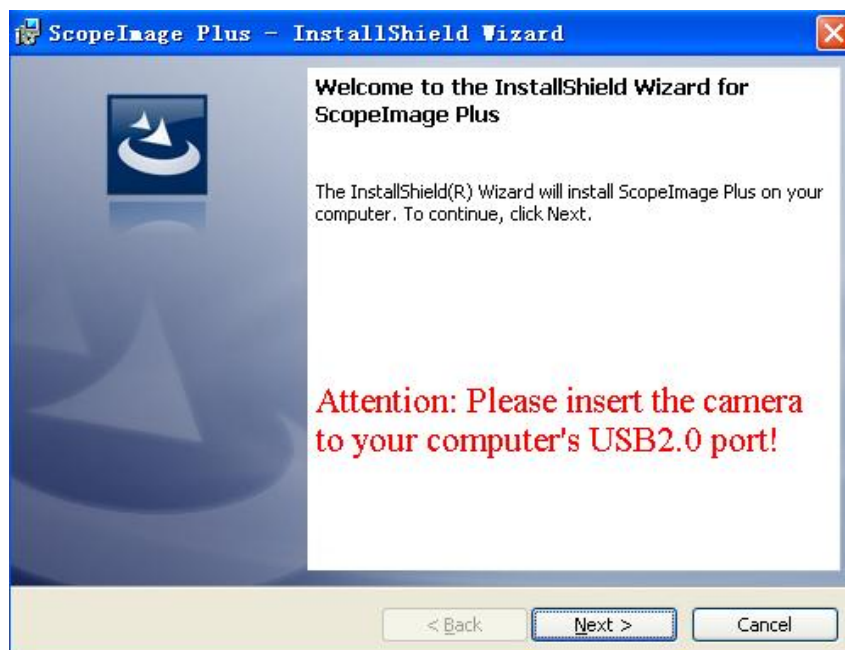 ScopeImage Plus - InstallShield Wizard
Welcome to the InstallShield Wizard for
ScopeImage Plus
The InstallShield(R) Wizard will install ScopeImage Plus on your
computer. To continue, click Next.
Attention: Please insert the camera
to your computer's USB2.0 port!
< Back
Next >
Cancel